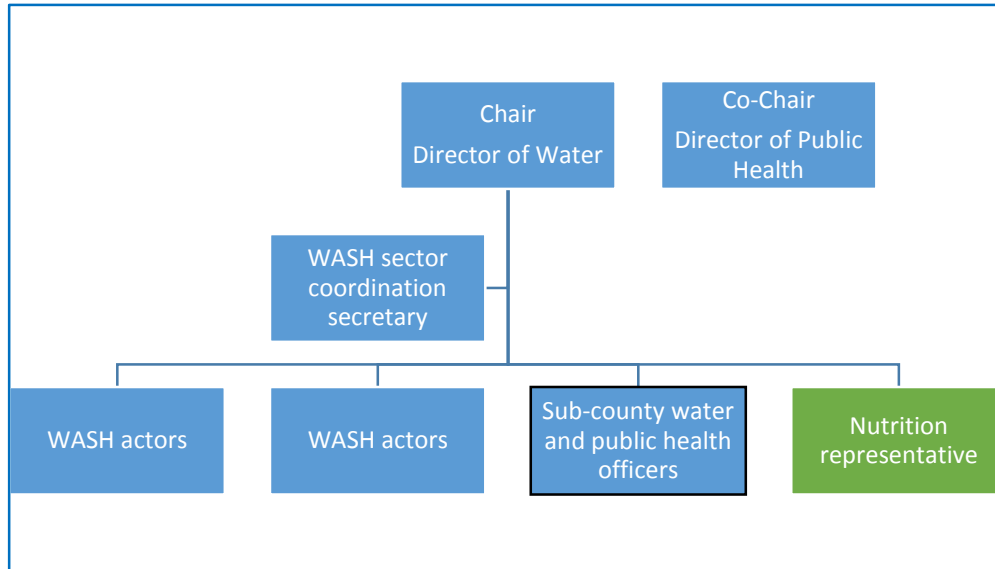 Chair
Director of Water
Co-Chair
Director of Public
Health
WASH sector
coordination
secretary
WASH actors
WASH actors
Sub-county water
and public health
officers
Nutrition
representative